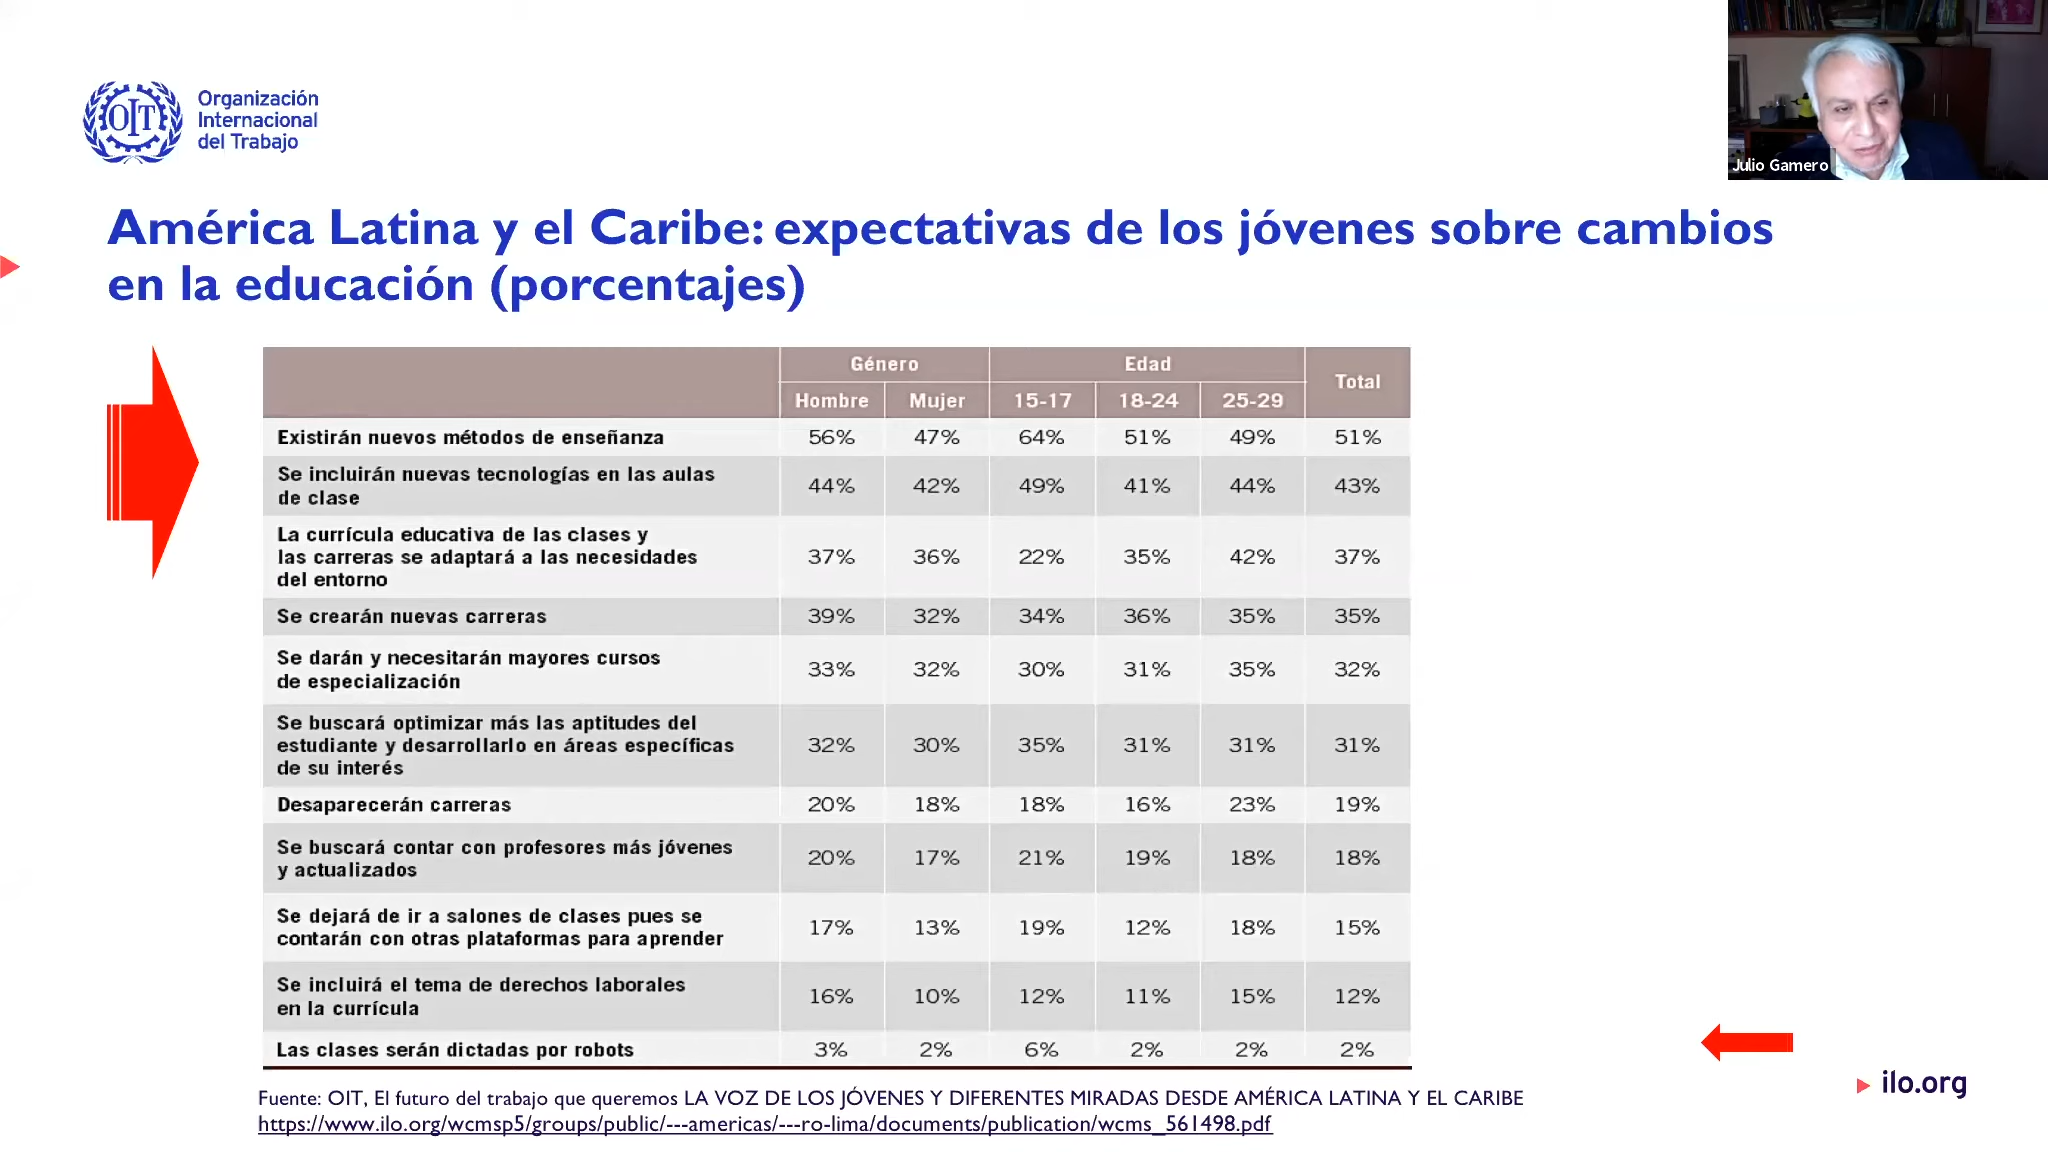 OIT
Organización
Internacional
del Trabajo
Julio Gamero
América Latina y el Caribe: expectativas de los jóvenes sobre cambios
en la educación (porcentajes)
Género Edad Total
Hombre Mujer 15-17 18-24 25-29
Existirán nuevos métodos de enseñanza 56% 47% 64% 51% 49% 51%
Se incluirán nuevas tecnologías en las aulas
de clase 44% 42% 49% 41% 44% 43%
La currícula educativa de las clases y
las carreras se adaptará a las necesidades
del entorno 37% 36% 22% 35% 42% 37%
Se crearán nuevas carreras 39% 32% 34% 36% 35% 35%
Se darán y necesitarán mayores cursos
de especialización 33% 32% 30% 31% 35% 32%
Se buscará optimizar más las aptitudes del
estudiante y desarrollarlo en áreas específicas
de su interés 32% 30% 35% 31% 31% 31%
Desaparecerán carreras 20% 18% 18% 16% 23% 19%
Se buscará contar con profesores más jóvenes
y actualizados 20% 17% 21% 19% 18% 18%
Se dejará de ir a salones de clases pues se
contarán con otras plataformas para aprender 17% 13% 19% 12% 18% 15%
Se incluirá el tema de derechos laborales
en la currícula 16% 10% 12% 11% 15% 12%
Las clases serán dictadas por robots 3% 2% 6% 2% 2% 2%
Fuente: OIT, El futuro del trabajo que queremos LA VOZ DE LOS JÓVENES Y DIFERENTES MIRADAS DESDE AMÉRICA LATINA Y EL CARIBE
https://www.ilo.org/wcmsp5/groups/public/---americas/---ro-lima/documents/publication/wcms_561498.pdf
ilo.org